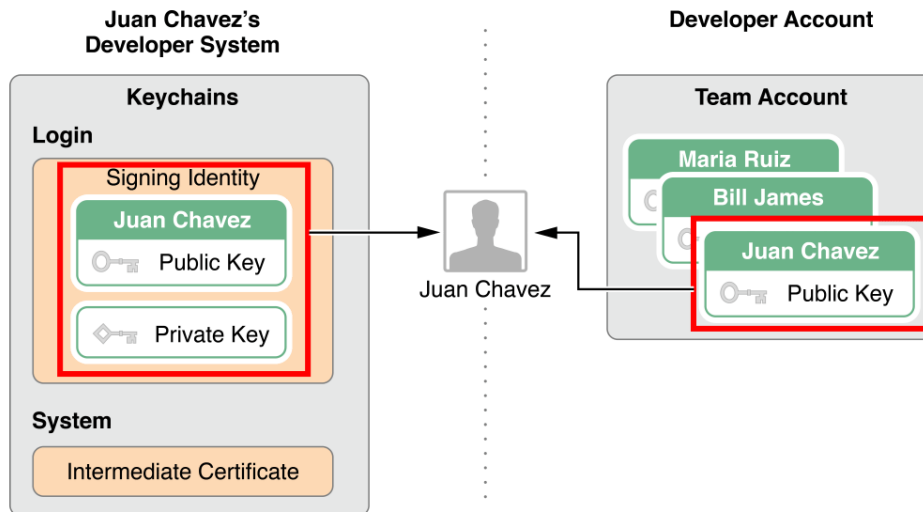 Juan Chavez’s
Developer System
Keychains
Login
Signing Identity
Juan Chavez
Public Key
Private Key
System
Intermediate Certificate
Juan Chavez
Developer Account
Team Account
Maria Ruiz
Bill James
Juan Chavez
Public Key